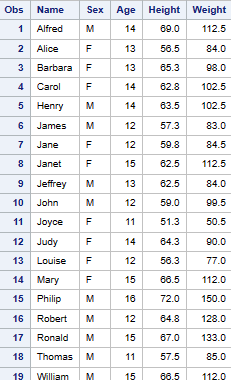 Obs Name Sex Age Height Weight
1 Alfred M 14 69.0 112.5
2 Alice F 13 56.5 84.0
3 Barbara F 13 65.3 98.0
4 Carol F 14 62.8 102.5
5 Henry M 14 63.5 102.5
6 James M 12 57.3 83.0
7 Jane F 12 59.8 84.5
8 Janet F 15 62.5 112.5
9 Jeffrey M 13 62.5 84.0
10 John M 12 59.0 99.5
11 Joyce F 11 51.3 50.5
12 Judy F 14 64.3 90.0
13 Louise F 12 56.3 77.0
14 Mary F 15 66.5 112.0
15 Philip M 16 72.0 150.0
16 Robert M 12 64.8 128.0
17 Ronald M 15 67.0 133.0
18 Thomas M 11 57.5 85.0
19 William M 15 66.5 112.0